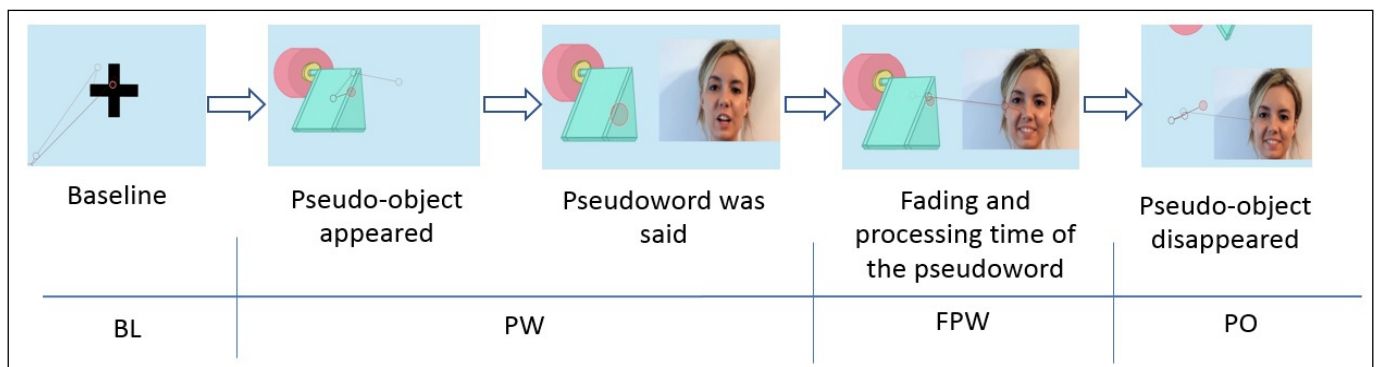 Baseline
Pseudo-object
appeared
Pseudoword was
said
Fading and
processing time of
the pseudoword
Pseudo-object
disappeared
BL
PW
FPW
PO